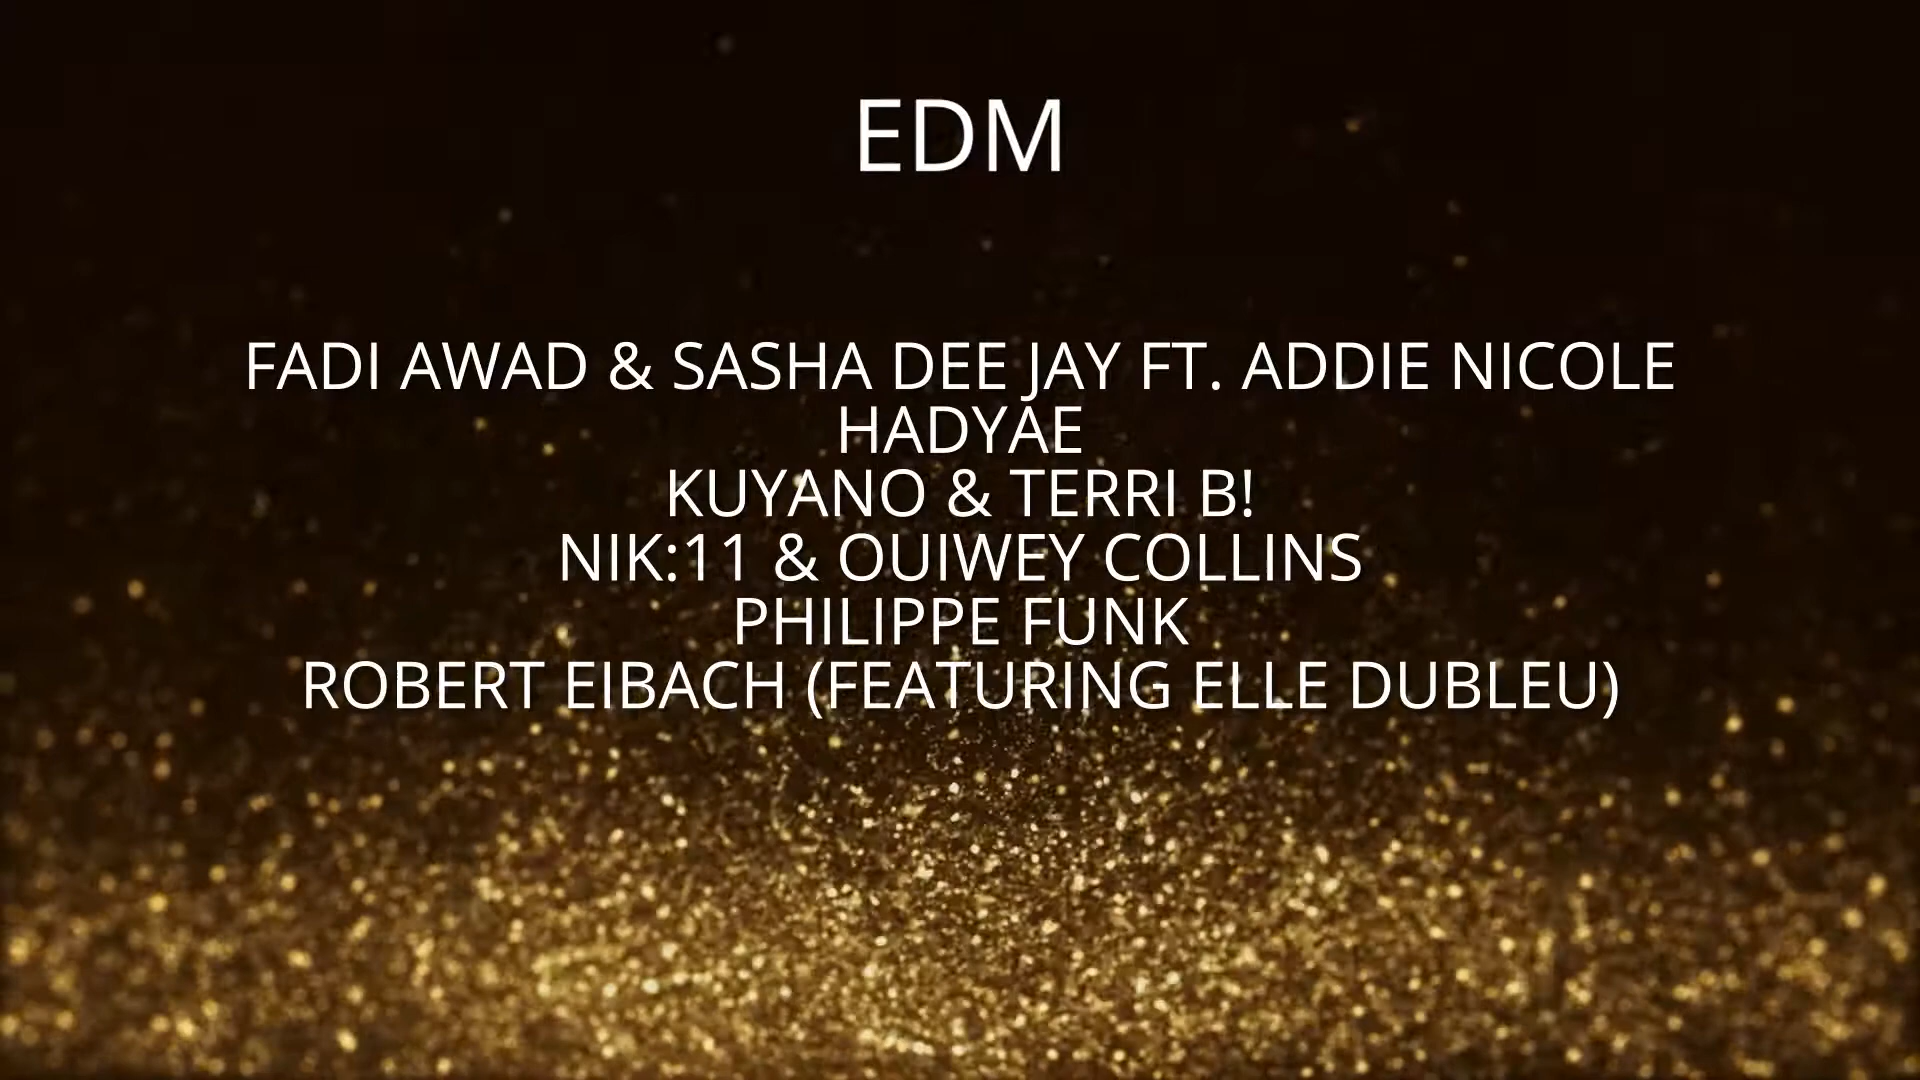 EDM
FADI AWAD & SASHA DEE JAY FT. ADDIE NICOLE
HADYAE
KUYANO & TERRI B!
NIK:11 & OUIWEY COLLINS
PHILIPPE FUNK
ROBERT EIBACH (FEATURING ELLE DUBLEU)